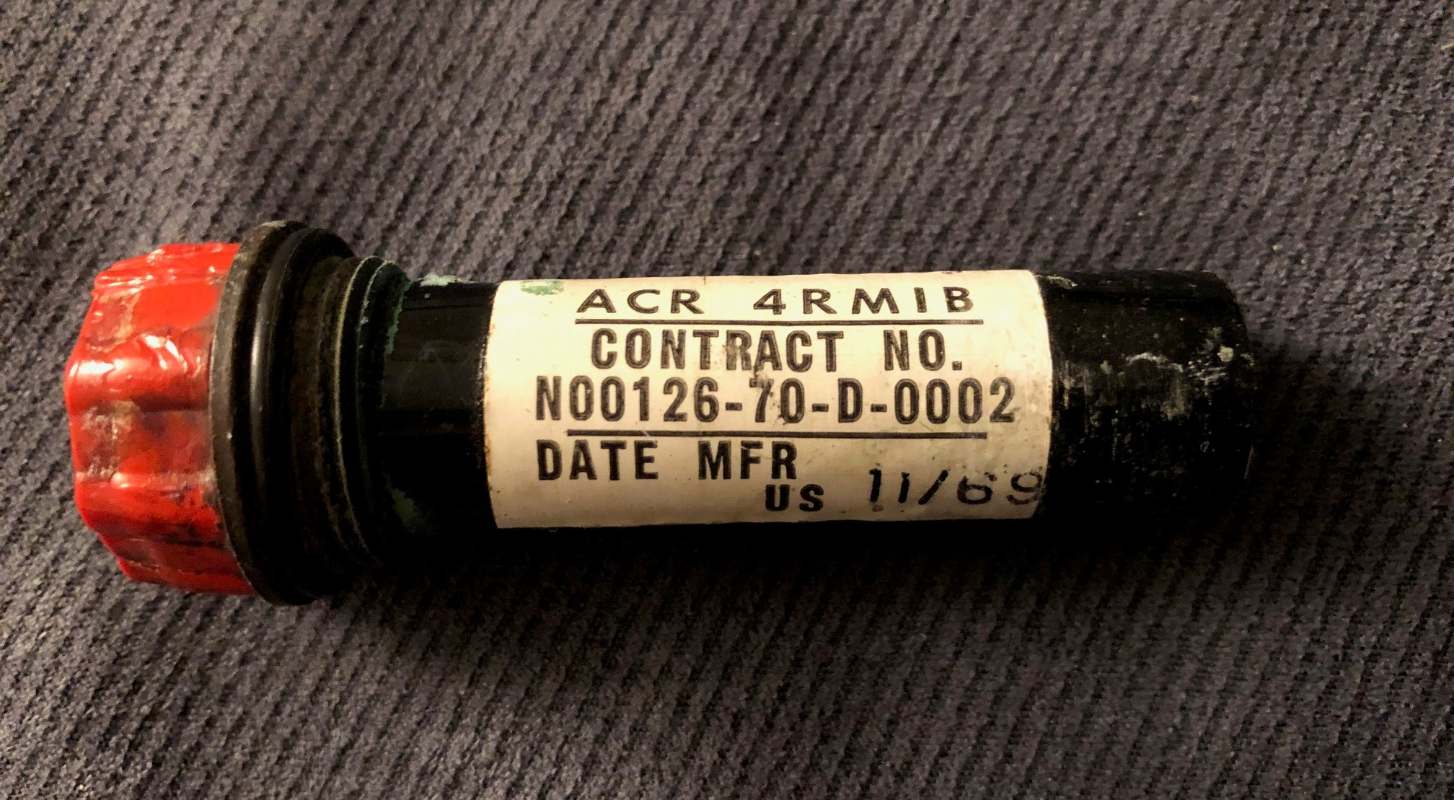 ACR 4RMIB
CONTRACT NO.
N00126-70-D-0002
DATE MFR
US 11/69